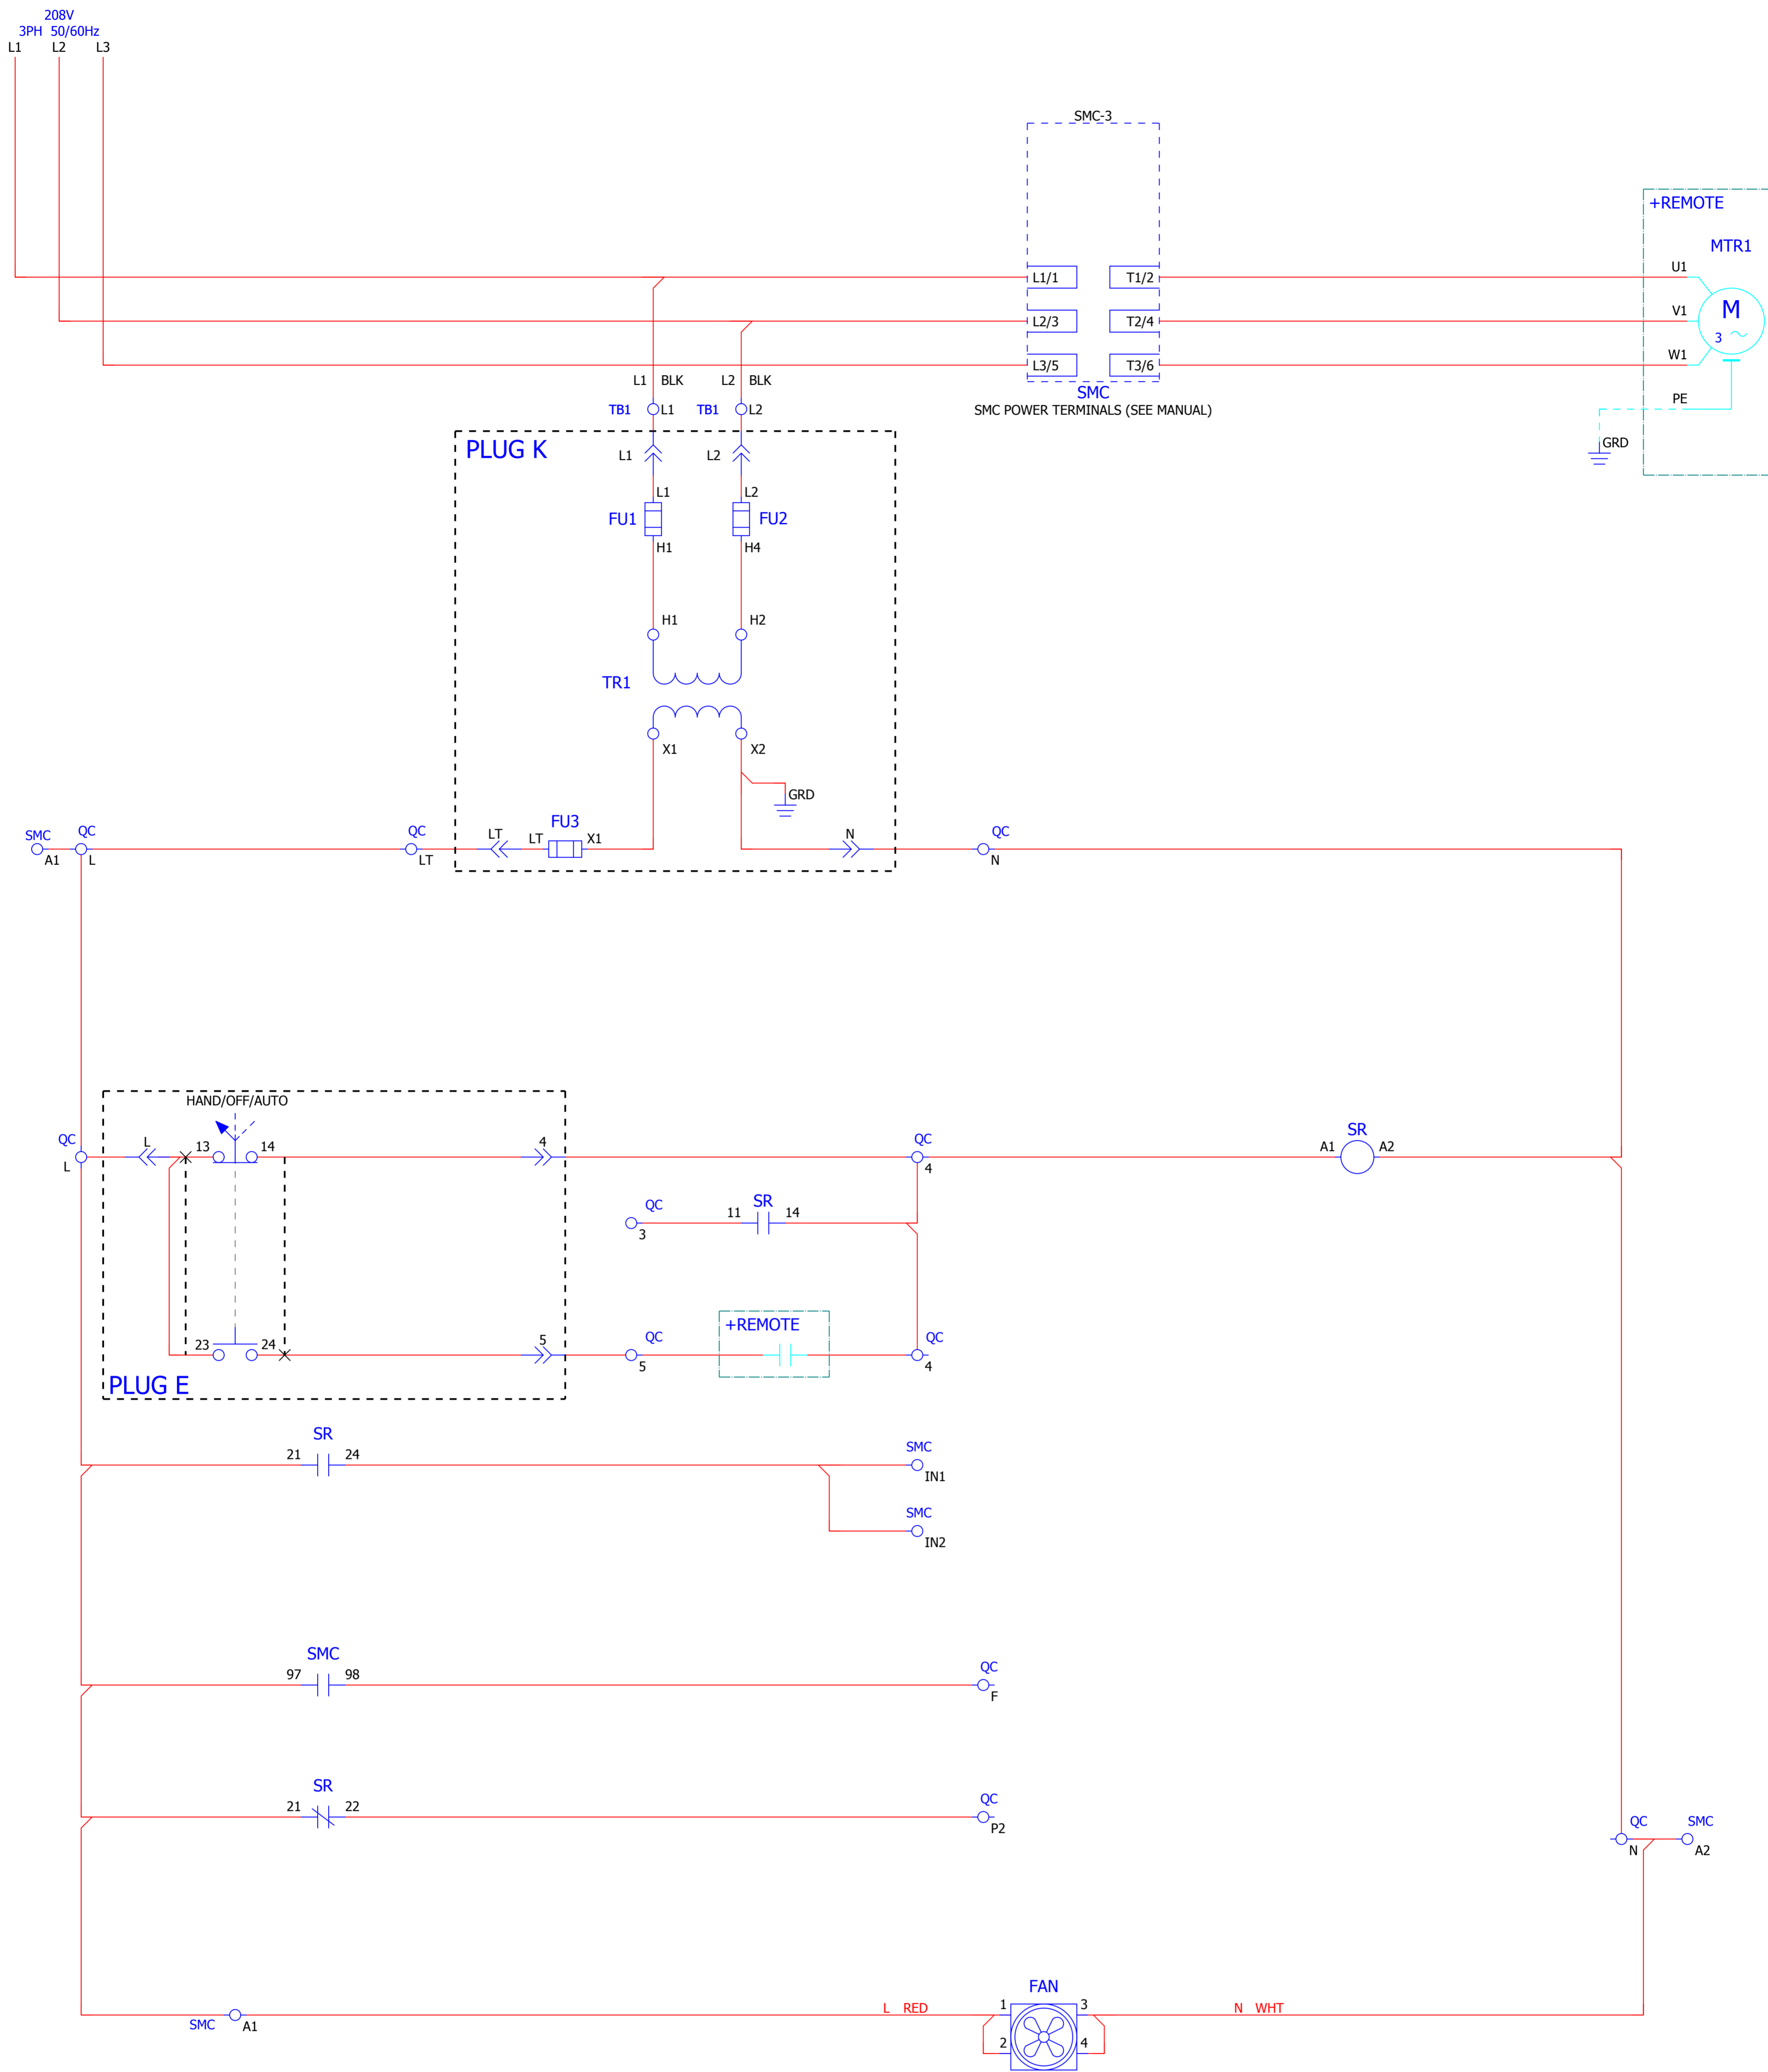 208V
3PH 50/60Hz
L1 L2 L3
SMC-3
+REMOTE
MTR1
L1/1 T1/2 U1
L2/3 T2/4 V1
M
3
L3/5 T3/6 W1
SMC
SMC POWER TERMINALS (SEE MANUAL)
PE
GRD
L1 BLK L2 BLK
TB1 L1 TB1 L2
PLUG K
L1 L2
L1 L2
FU1 FU2
H1 H4
H1 H2
TR1
X1 X2
GRD
SMC QC QC LT FU3 N QC
LT X1
A1 L LT N
HAND/OFF/AUTO
QC L 13 14 4 QC SR
A1 A2
L 4
QC SR
11 14
3
+REMOTE
23 24 5 QC QC
5 4
PLUG E
SR SMC
21 24
IN1
SMC
IN2
SMC
97 98 QC
F
SR
21 22 QC
P2
QC SMC
N A2
FAN
L RED 1 3 N WHT
SMC A1
2 4